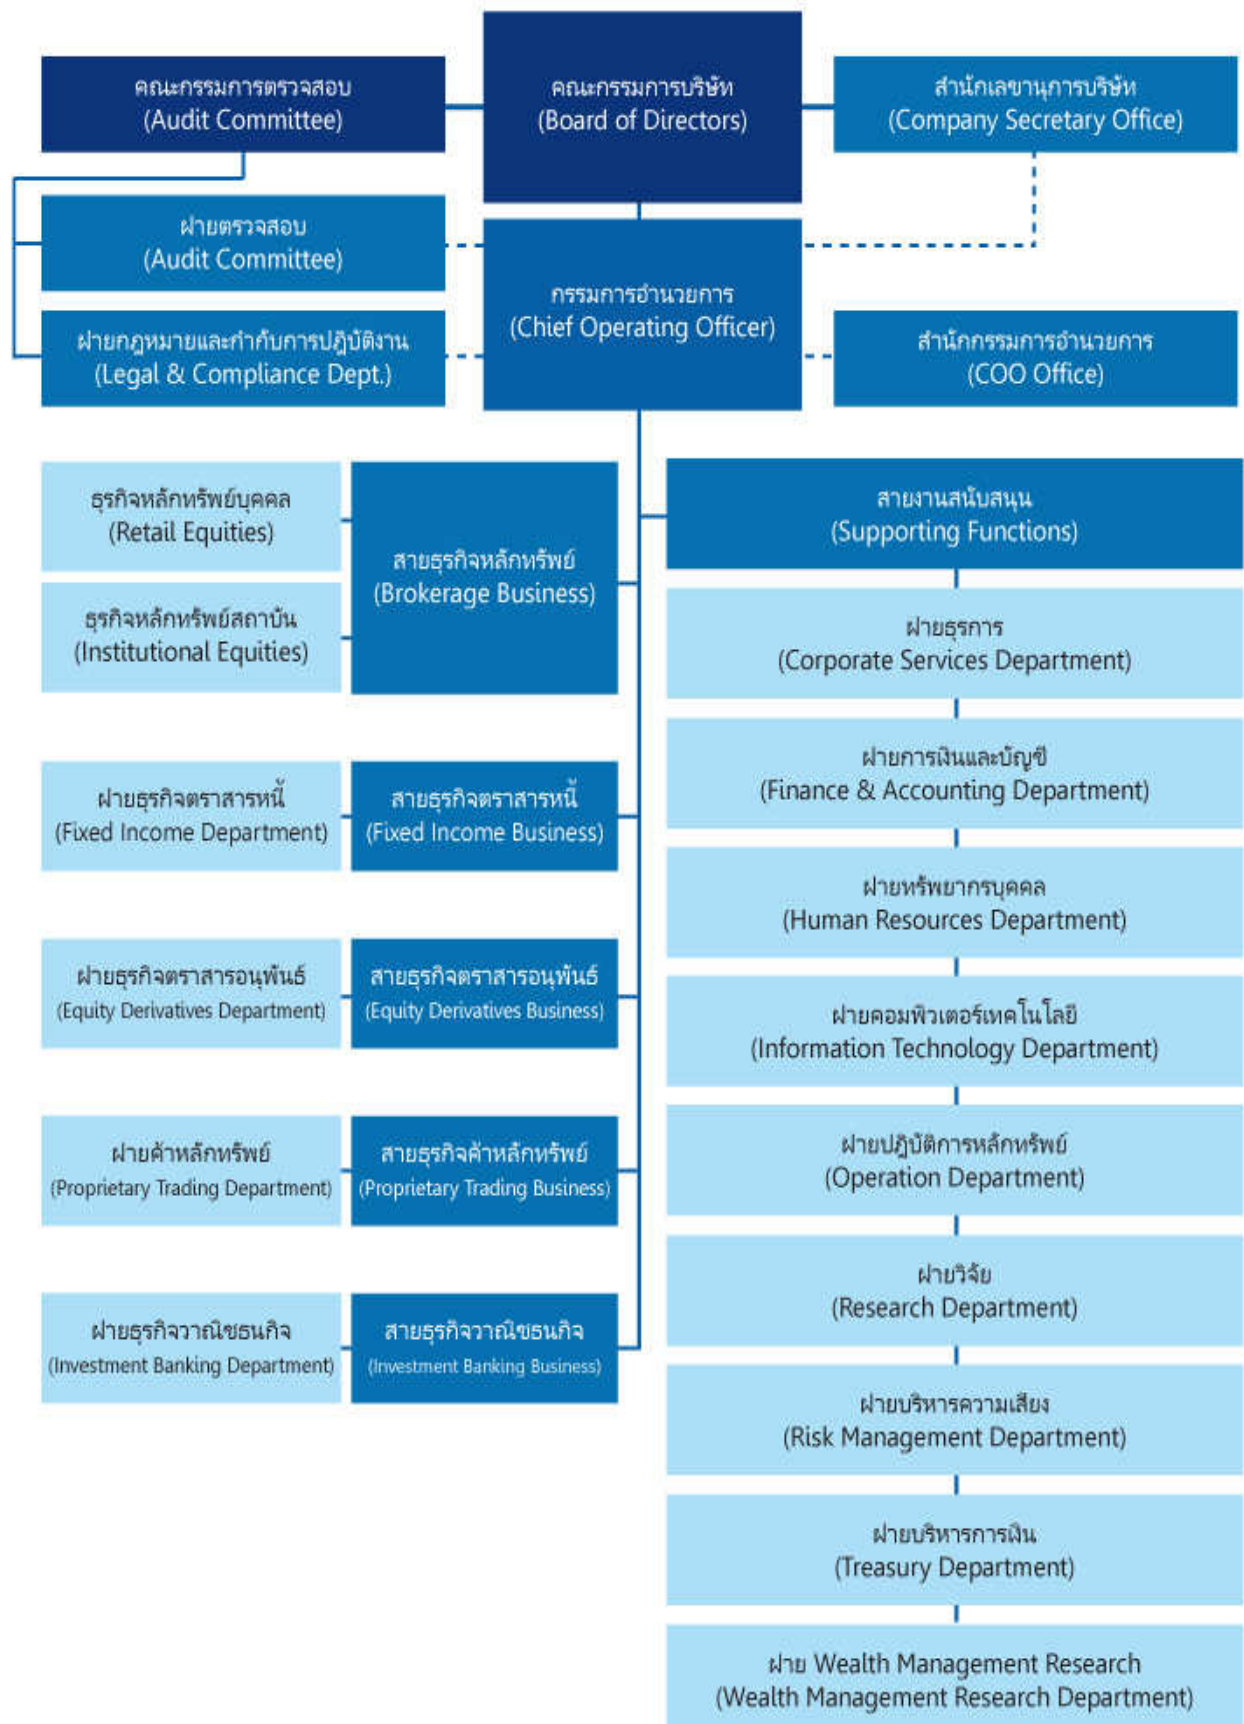 คณะกรรมการตรวจสอบ
(Audit Committee)
คณะกรรมการบริษัท
(Board of Directors)
สำนักเลขานุการบริษัท
(Company Secretary Office)
ฝ่ายตรวจสอบ
(Audit Committee)
กรรมการอำนวยการ
(Chief Operating Officer)
ฝ่ายกฎหมายและกำกับการปฎิบัติงาน
(Legal & Compliance Dept.)
สำนักกรรมการอำนวยการ
(COO Office)
ธุรกิจหลักทรัพย์บุคคล
(Retail Equities)
ธุรกิจหลักทรัพย์สถาบัน
(Institutional Equities)
สายธุรกิจหลักทรัพย์
(Brokerage Business)
ฝ่ายธุรกิจตราสารหนี้
(Fixed Income Department)
สายธุรกิจตราสารหนี้
(Fixed Income Business)
ฝ่ายธุรกิจตราสารอนุพันธ์
(Equity Derivatives Department)
สายธุรกิจตราสารอนุพันธ์
(Equity Derivatives Business)
ฝ่ายค้าหลักทรัพย์
(Proprietary Trading Department)
สายธุรกิจค้าหลักทรัพย์
(Proprietary Trading Business)
ฝ่ายธุรกิจวาณิชธนกิจ
(Investment Banking Department)
สายธุรกิจวาณิชธนกิจ
(Investment Banking Business)
สายงานสนับสนุน
(Supporting Functions)
ฝ่ายธุรการ
(Corporate Services Department)
ฝ่ายการเงินและบัญชี
(Finance & Accounting Department)
ฝ่ายทรัพยากรบุคคล
(Human Resources Department)
ฝ่ายคอมพิวเตอร์เทคโนโลยี
(Information Technology Department)
ฝ่ายปฎิบัติการหลักทรัพย์
(Operation Department)
ฝ่ายวิจัย
(Research Department)
ฝ่ายบริหารความเสี่ยง
(Risk Management Department)
ฝ่ายบริหารการเงิน
(Treasury Department)
ฝ่าย Wealth Management Research
(Wealth Management Research Department)